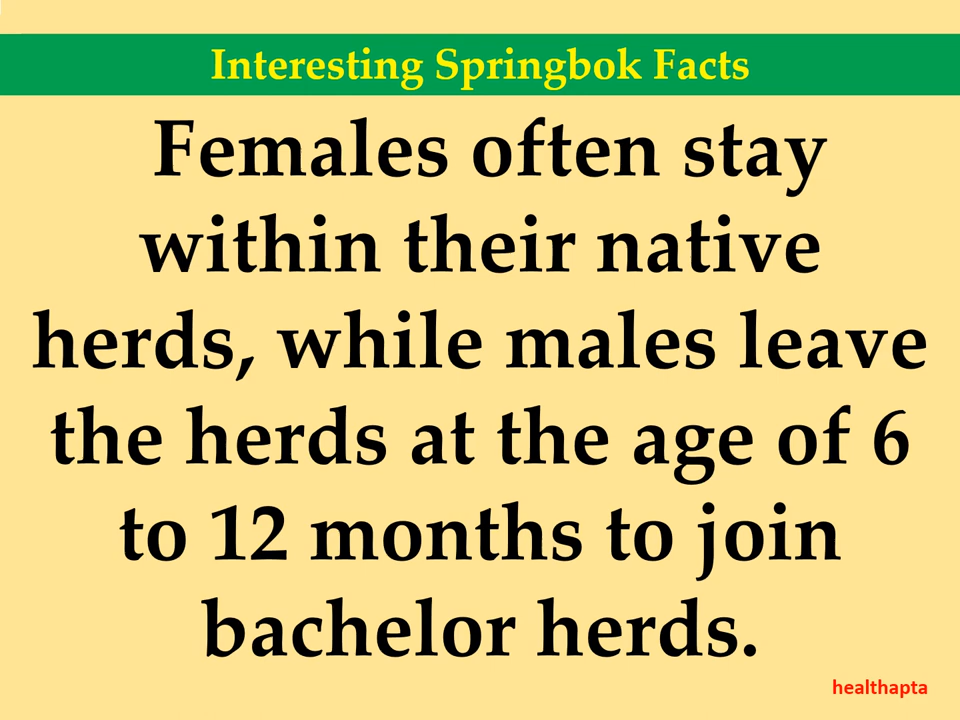 Interesting Springbok Facts
Females often stay
within their native
herds, while males leave
the herds at the age of 6
to 12 months to join
bachelor herds.
healthapta